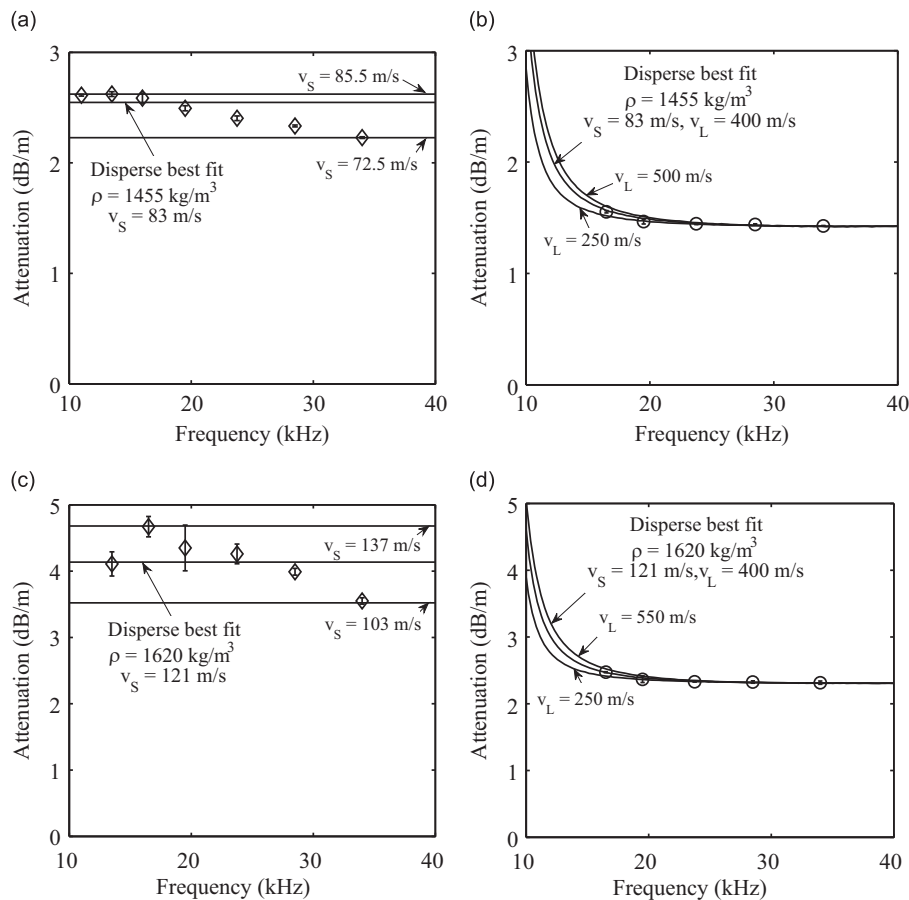 (a)
3
2
1
0
10
20
30
40
Attenuation (dB/m)
Frequency (kHz)
v_S = 85.5 m/s
v_S = 72.5 m/s
Disperse best fit
ρ = 1455 kg/m³
v_S = 83 m/s
(b)
3
2
1
0
10
20
30
40
Attenuation (dB/m)
Frequency (kHz)
Disperse best fit
ρ = 1455 kg/m³
v_S = 83 m/s, v_L = 400 m/s
v_L = 500 m/s
v_L = 250 m/s
(c)
5
4
3
2
1
0
10
20
30
40
Attenuation (dB/m)
Frequency (kHz)
v_S = 137 m/s
v_S = 103 m/s
Disperse best fit
ρ = 1620 kg/m³
v_S = 121 m/s
(d)
5
4
3
2
1
0
10
20
30
40
Attenuation (dB/m)
Frequency (kHz)
Disperse best fit
ρ = 1620 kg/m³
v_S = 121 m/s,v_L = 400 m/s
v_L = 550 m/s
v_L = 250 m/s